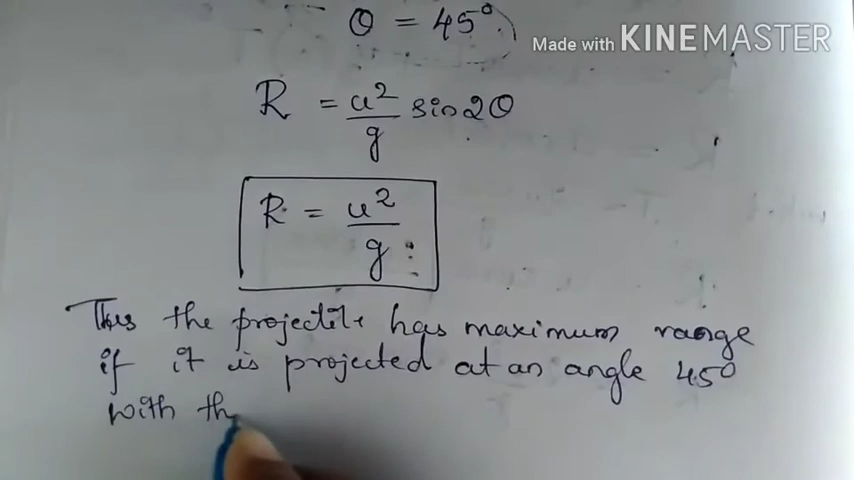 θ = 45°
Made with KINEMASTER
R = u²/g sin2θ
R = u²/g
Thus the projectile has maximum range
if it is projected at an angle 45°
with th